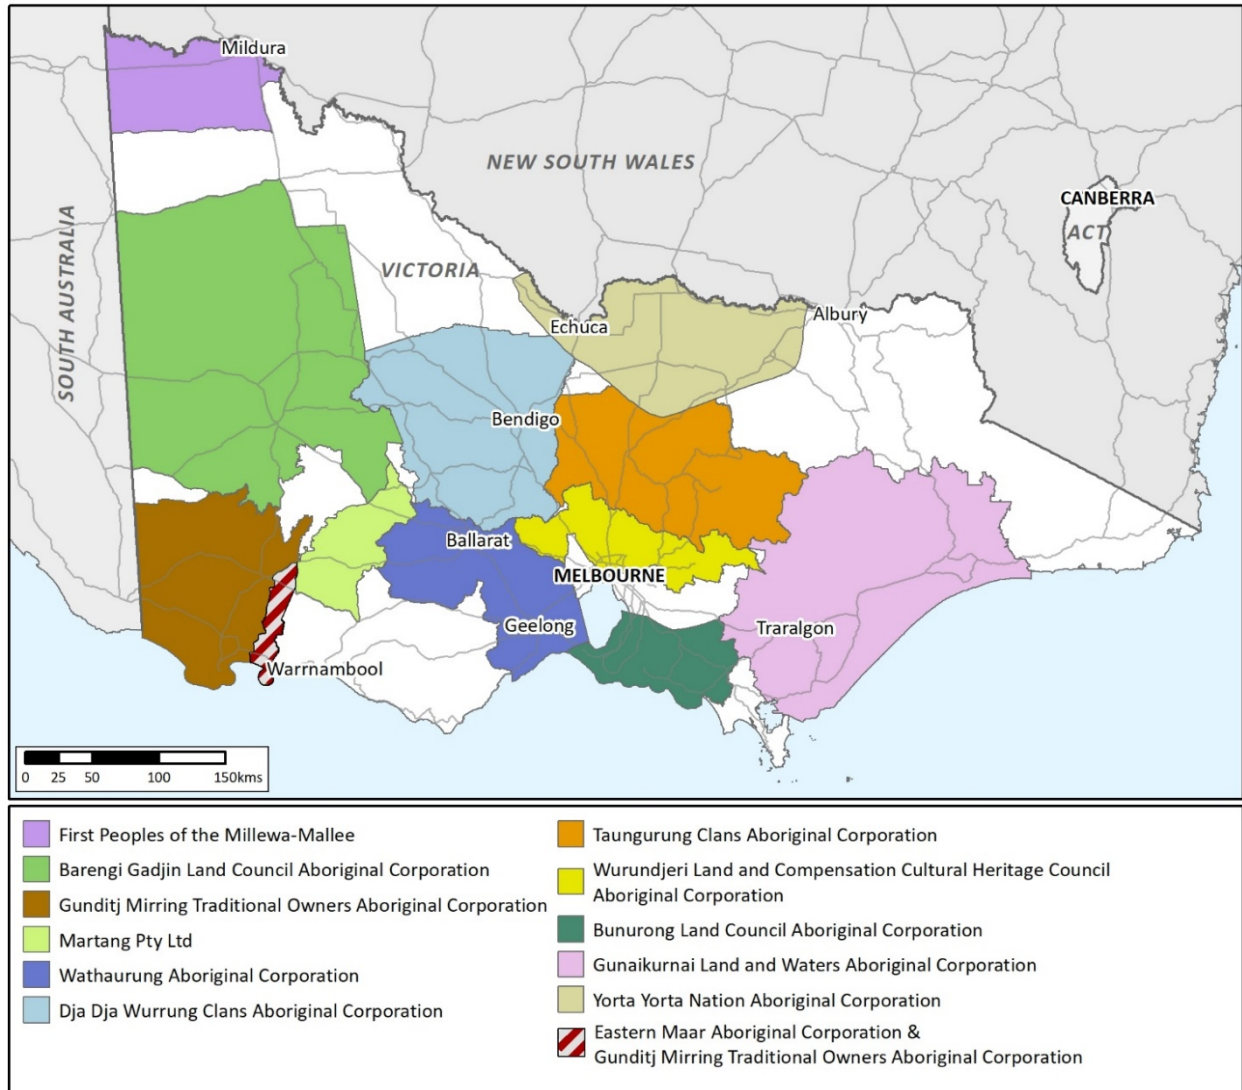 Mildura
NEW SOUTH WALES
CANBERRA
ACT
SOUTH AUSTRALIA
VICTORIA
Echuca
Albury
Bendigo
Ballarat
MELBOURNE
Geelong
Traralgon
Warrnambool
0 25 50 100 150kms
First Peoples of the Millewa-Mallee
Barengi Gadjin Land Council Aboriginal Corporation
Gunditj Mirring Traditional Owners Aboriginal Corporation
Martang Pty Ltd
Wathaurung Aboriginal Corporation
Dja Dja Wurrung Clans Aboriginal Corporation
Taungurung Clans Aboriginal Corporation
Wurundjeri Land and Compensation Cultural Heritage Council
Aboriginal Corporation
Bunurong Land Council Aboriginal Corporation
Gunaikurnai Land and Waters Aboriginal Corporation
Yorta Yorta Nation Aboriginal Corporation
Eastern Maar Aboriginal Corporation &
Gunditj Mirring Traditional Owners Aboriginal Corporation